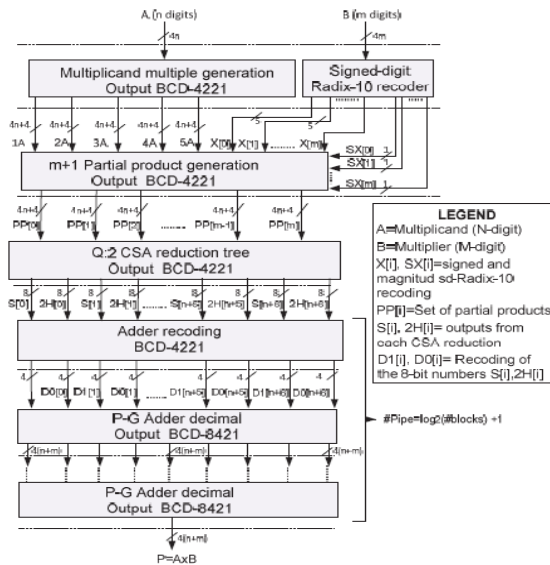 A. (n digits) B (m digits)
4n 4m
Multiplicand multiple generation
Output BCD-4221
Signed-digit
Radix-10 recoder
4n+4 4n+4 4n+4 4n+4 4n+4 5 5
1A 2A 3A. 4A 5A X[0] X[1] ........ X[m]
SX[0] 1
SX[1] 1
SX[m] 1
m+1 Partial product generation
Output BCD-4221
4n+4 4n+4 4n+4 4n+4 4n+4
PP[0] PP[1] PP[2] ...... PP[m-1] PP[m]
Q:2 CSA reduction tree
Output BCD-4221
8 8 8 8 8 8 8 8
S[0] 2H[0] S[1] 2H[1] S[n+5] 2H[n+5] S[n+6] 2H[n+6]
Adder recoding
BCD-4221
4 4 4 4 4 4 4 4
D0[0] D1[1] D0[1] ...... D1[n+5] D0[n+5] D1[n+6] D0[n+6]
P-G Adder decimal
Output BCD-8421
4(n+m) 4(n+m)
P-G Adder decimal
Output BCD-8421
4(n+m)
P=AxB
LEGEND
A=Multiplicand (N-digit)
B=Multiplier (M-digit)
X[i], SX[i]=signed and
magnitud sd-Radix-10
recoding
PP[i]=Set of partial products
S[i], 2H[i] = outputs from
each CSA reduction
D1[i], D0[i]= Recoding of
the 8-bit numbers S[i],2H[i]
#Pipe=log2(#blocks) +1